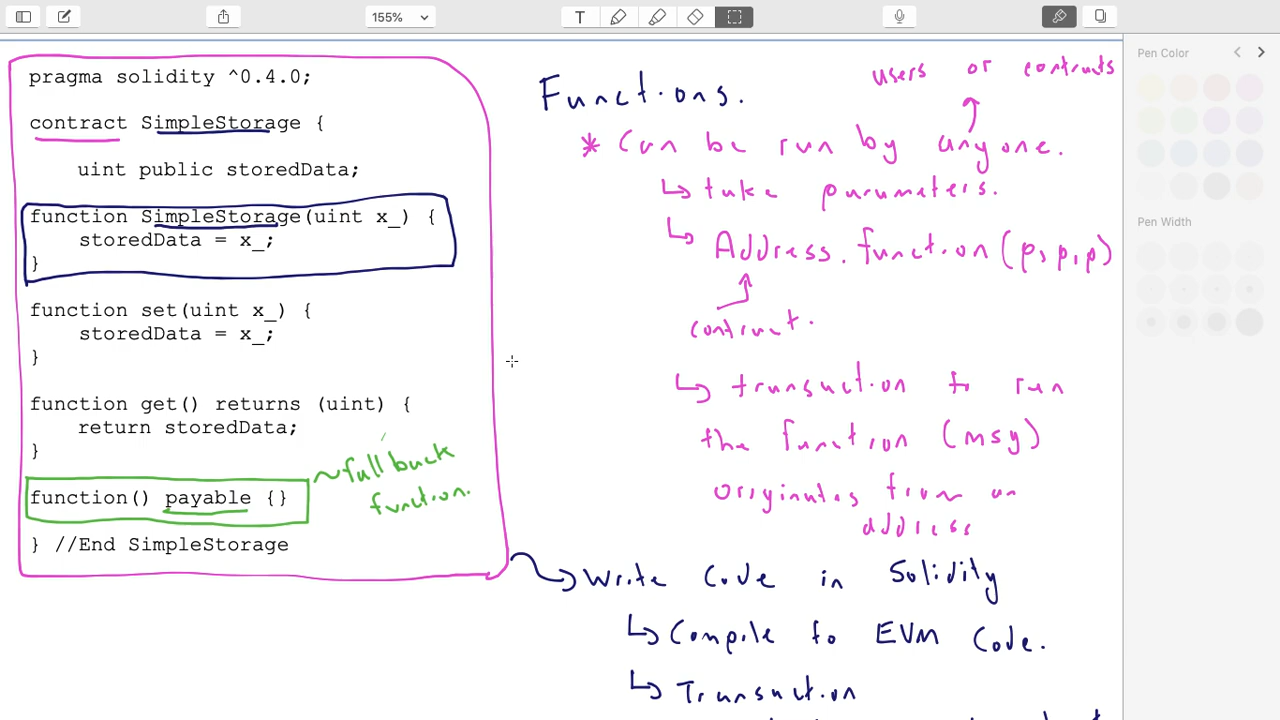 155%
T
pragma solidity ^0.4.0;
contract SimpleStorage {
uint public storedData;
function SimpleStorage(uint x_) {
storedData = x_;
}
function set(uint x_) {
storedData = x_;
}
function get() returns (uint) {
return storedData;
}
function() payable {}
} //End SimpleStorage
~fallback
function.
users or contracts
Functions.
* Can be run by anyone.
↳ take parameters.
↳ Address.function(p,p,p)
contract.
↳ transaction to run
the function (msg)
originates from an
address
Write Code in Solidity
↳ Compile to EVM Code.
↳ Transaction
Pen Color
Pen Width